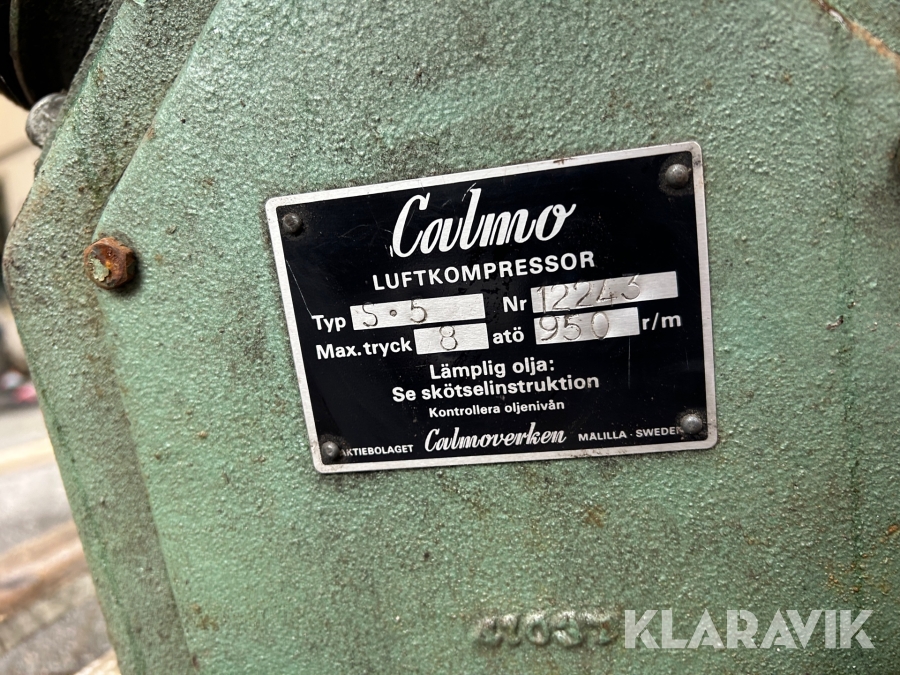 Calmo
LUFTKOMPRESSOR
Typ S·5 Nr 12243
Max. tryck 8 atö 950 r/m
Lämplig olja:
Se skötselinstruktion
Kontrollera oljenivån
AKTIEBOLAGET Calmoverken MÅLILLA · SWEDEN
KLARAVIK